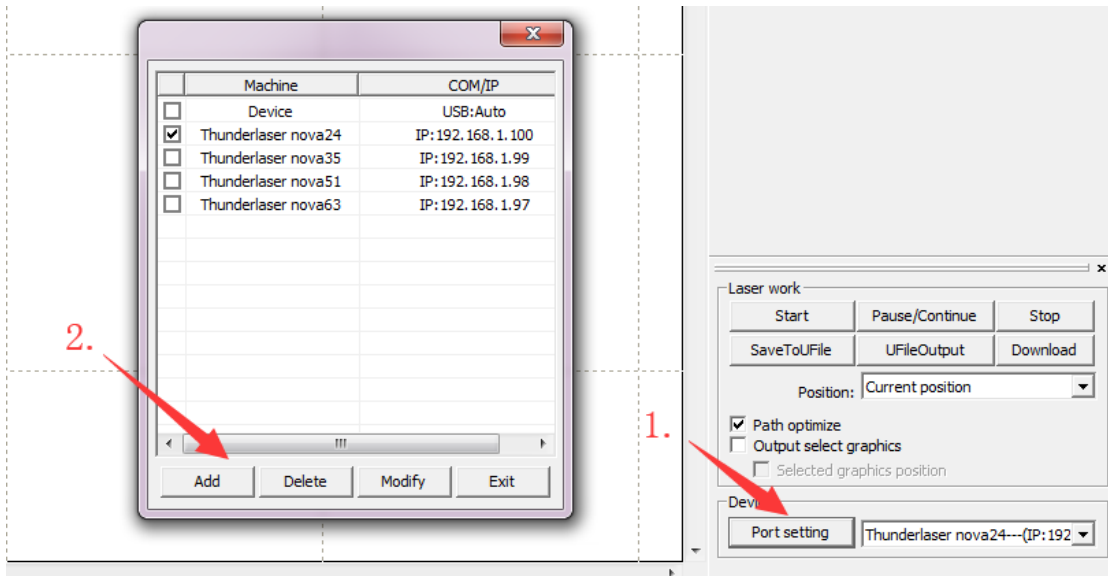 x
Machine COM/IP
Device USB:Auto
Thunderlaser nova24 IP:192.168.1.100
Thunderlaser nova35 IP:192.168.1.99
Thunderlaser nova51 IP:192.168.1.98
Thunderlaser nova63 IP:192.168.1.97
2.
Add Delete Modify Exit
x
Laser work
Start Pause/Continue Stop
SaveToUFile UFileOutput Download
Position: Current position
1.
Path optimize
Output select graphics
Selected graphics position
Devi
Port setting Thunderlaser nova24---(IP:192